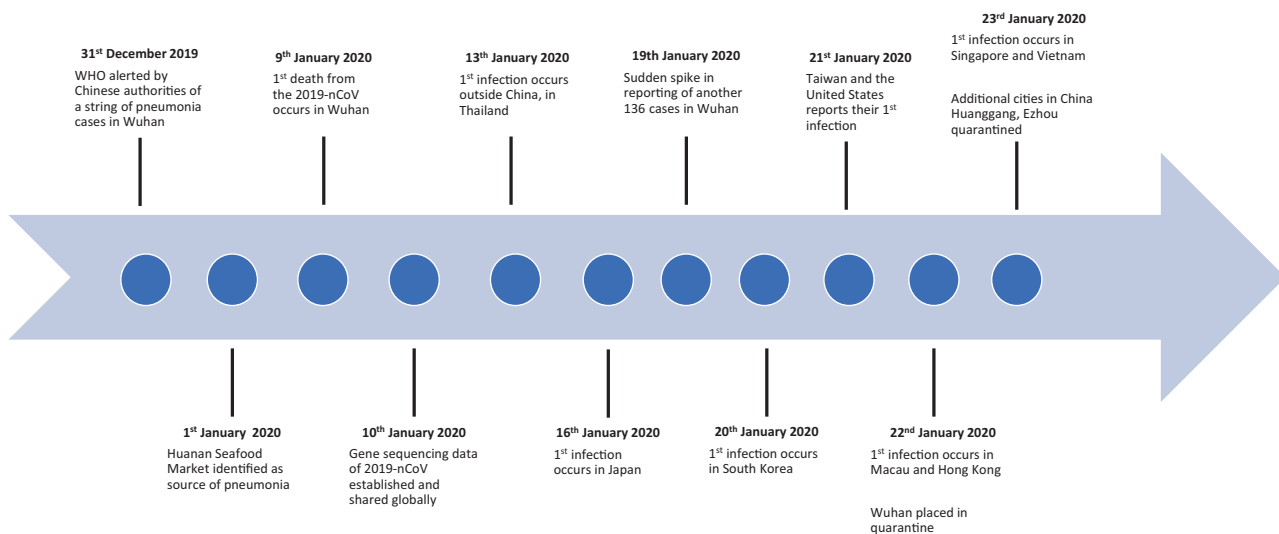 31st December 2019
WHO alerted by
Chinese authorities of
a string of pneumonia
cases in Wuhan
9th January 2020
1st death from
the 2019-nCoV
occurs in Wuhan
13th January 2020
1st infection occurs
outside China, in
Thailand
19th January 2020
Sudden spike in
reporting of another
136 cases in Wuhan
21st January 2020
Taiwan and the
United States
reports their 1st
infection
23rd January 2020
1st infection occurs in
Singapore and Vietnam
Additional cities in China
Huanggang, Ezhou
quarantined
1st January 2020
Huanan Seafood
Market identified as
source of pneumonia
10th January 2020
Gene sequencing data
of 2019-nCoV
established and
shared globally
16th January 2020
1st infection
occurs in Japan
20th January 2020
1st infection occurs
in South Korea
22nd January 2020
1st infection occurs in
Macau and Hong Kong
Wuhan placed in
quarantine